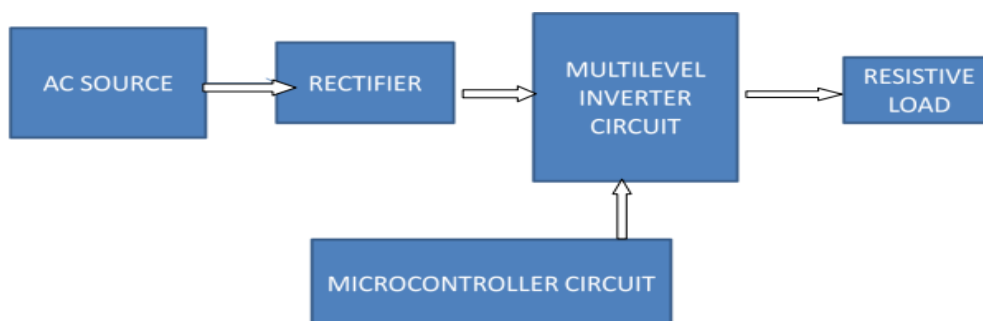 AC SOURCE
RECTIFIER
MULTILEVEL
INVERTER
CIRCUIT
RESISTIVE
LOAD
MICROCONTROLLER CIRCUIT